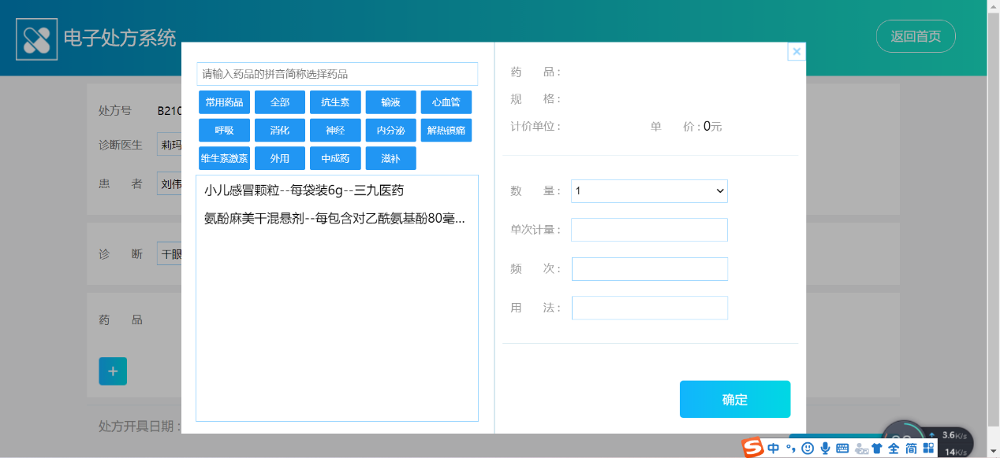 电子处方系统
返回首页
处方号 B210
诊断医生 莉玛
患 者 刘伟
诊 断 干眼
药 品
+
处方开具日期 :
请输入药品的拼音简称选择药品
常用药品 全部 抗生素 输液 心血管
呼吸 消化 神经 内分泌 解热镇痛
维生素激素 外用 中成药 滋补
小儿感冒颗粒--每袋装6g--三九医药
氨酚麻美干混悬剂--每包含对乙酰氨基酚80毫...
×
药 品 :
规 格 :
计价单位 : 单 价 : 0元
数 量 : 1
单次计量 :
频 次 :
用 法 :
确定
S 中 全 简
3.6K/s
14K/s